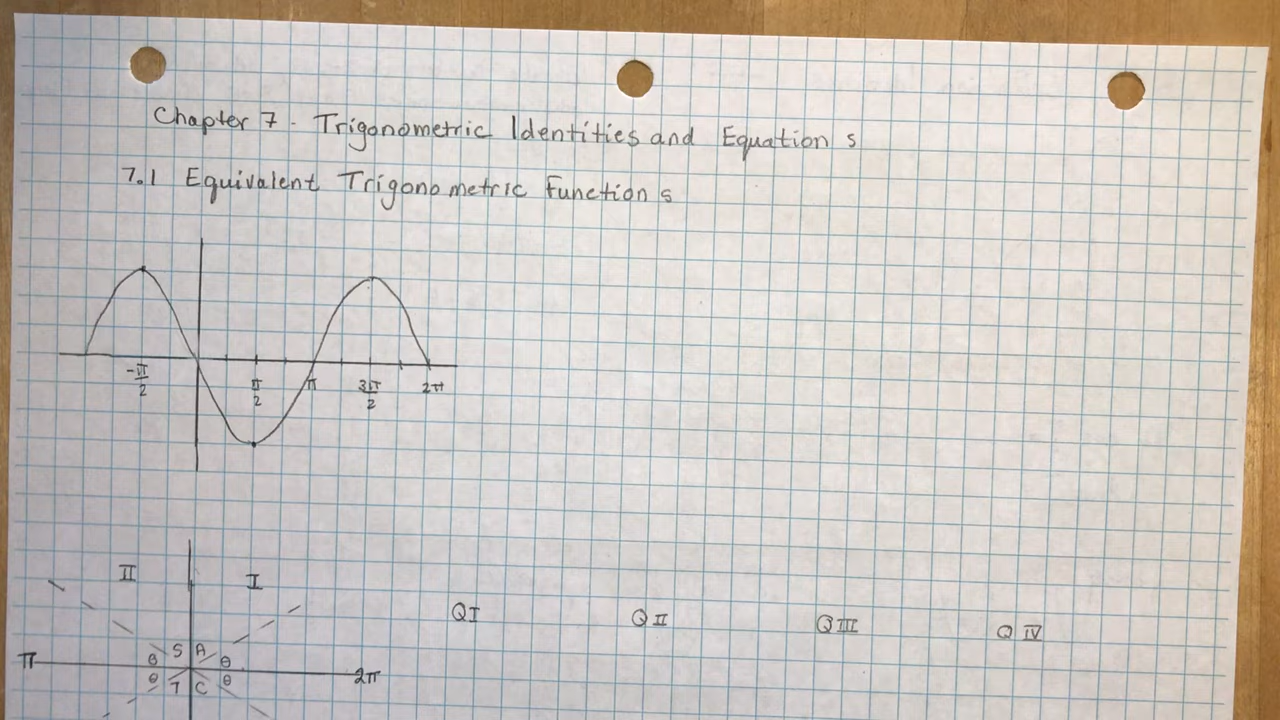 Chapter 7. Trigonometric Identities and Equations
7.1 Equivalent Trigonometric Functions
-π/2 π/2 π 3π/2 2π
II I
QI QII QIII QIV
S A
π θ θ 2π
θ T C θ